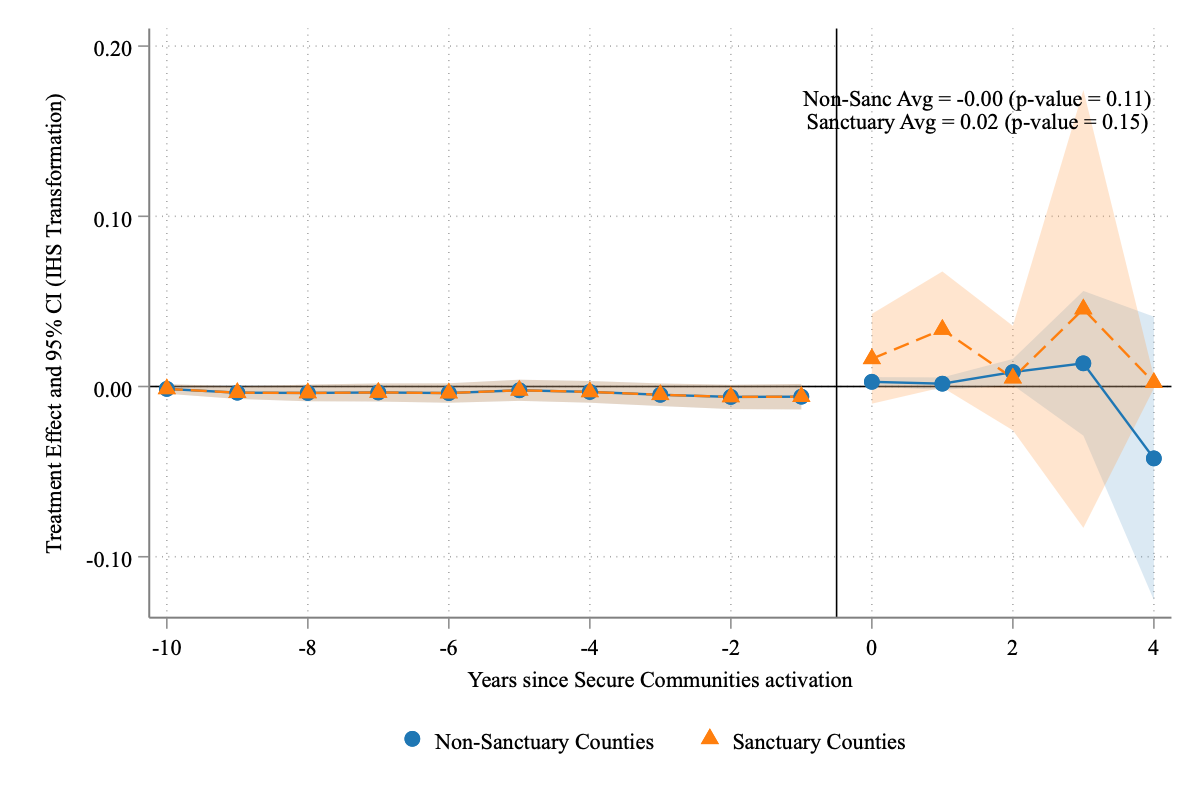 0.20
Non-Sanc Avg = -0.00 (p-value = 0.11)
Sanctuary Avg = 0.02 (p-value = 0.15)
0.10
0.00
-0.10
Treatment Effect and 95% CI (IHS Transformation)
-10 -8 -6 -4 -2 0 2 4
Years since Secure Communities activation
Non-Sanctuary Counties Sanctuary Counties